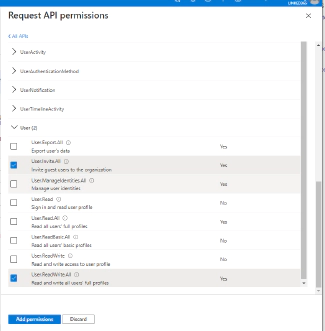 Request API permissions
All APIs
UserActivity
UserAuthenticationMethod
UserNotification
UserTimelineActivity
User (2)
User.Export.All
Export user's data
Yes
User.Invite.All
Invite guest users to the organization
Yes
User.ManageIdentities.All
Manage user identities
Yes
User.Read
Sign in and read user profile
No
User.Read.All
Read all users' full profiles
Yes
User.ReadBasic.All
Read all users' basic profiles
No
User.ReadWrite
Read and write access to user profile
No
User.ReadWrite.All
Read and write all users' full profiles
Yes
Add permissions
Discard